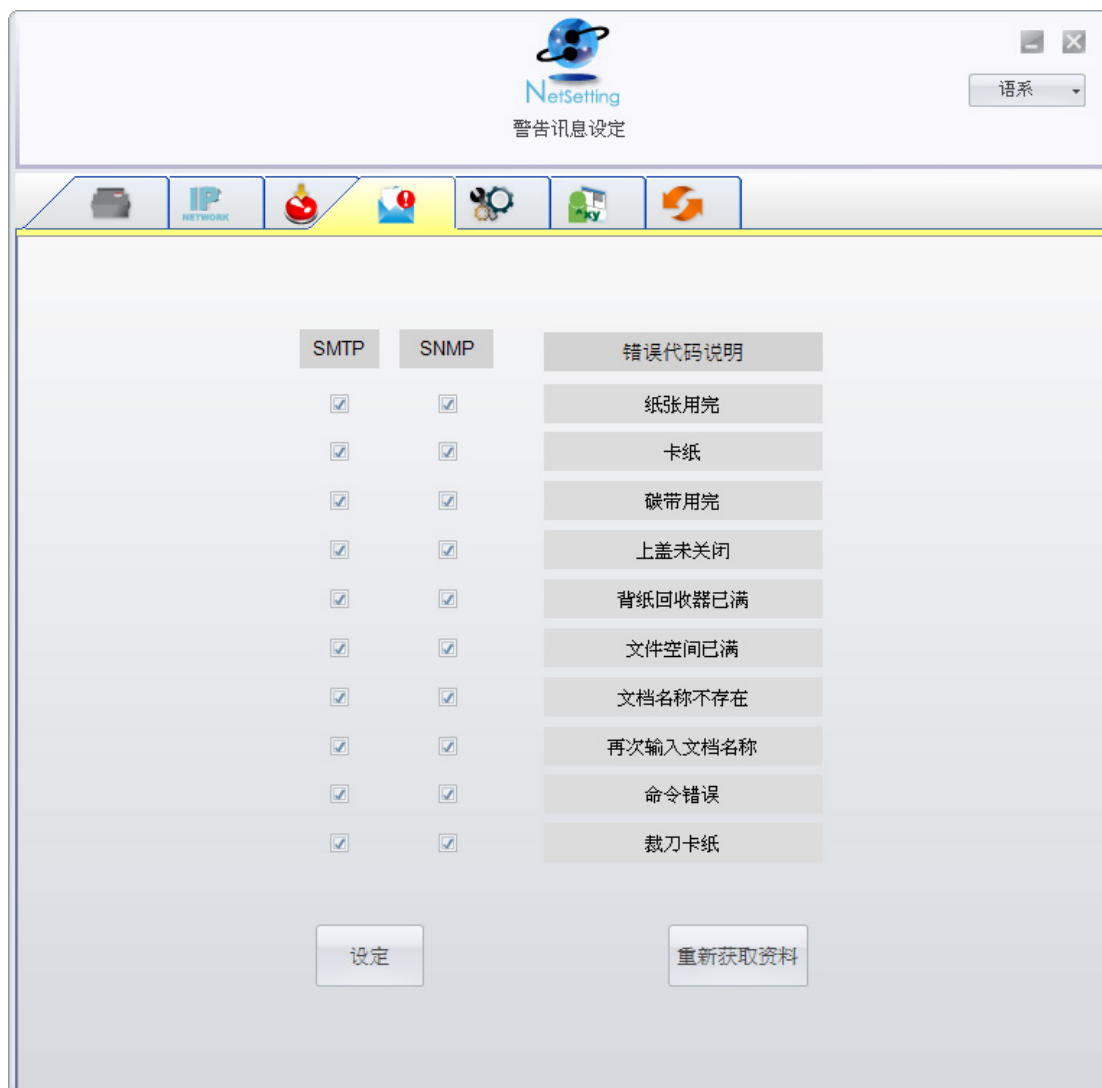 NetSetting
语系
警告讯息设定
IP
NETWORK
^xy
SMTP SNMP 错误代码说明
纸张用完
卡纸
碳带用完
上盖未关闭
背纸回收器已满
文件空间已满
文档名称不存在
再次输入文档名称
命令错误
裁刀卡纸
设定 重新获取资料